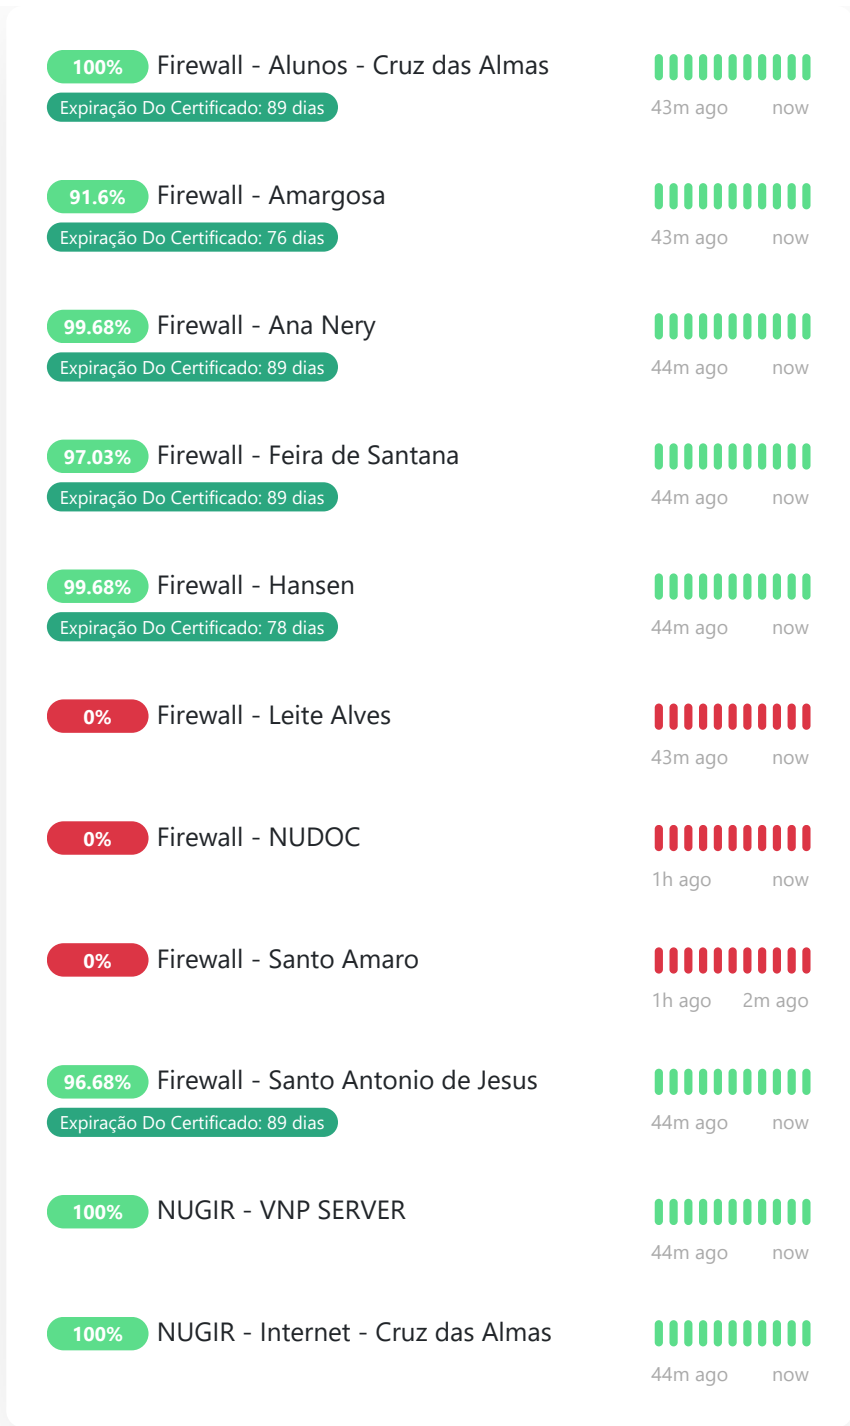 100% Firewall - Alunos - Cruz das Almas
Expiração Do Certificado: 89 dias
43m ago now
91.6% Firewall - Amargosa
Expiração Do Certificado: 76 dias
43m ago now
99.68% Firewall - Ana Nery
Expiração Do Certificado: 89 dias
44m ago now
97.03% Firewall - Feira de Santana
Expiração Do Certificado: 89 dias
44m ago now
99.68% Firewall - Hansen
Expiração Do Certificado: 78 dias
44m ago now
0% Firewall - Leite Alves
43m ago now
0% Firewall - NUDOC
1h ago now
0% Firewall - Santo Amaro
1h ago 2m ago
96.68% Firewall - Santo Antonio de Jesus
Expiração Do Certificado: 89 dias
44m ago now
100% NUGIR - VNP SERVER
44m ago now
100% NUGIR - Internet - Cruz das Almas
44m ago now